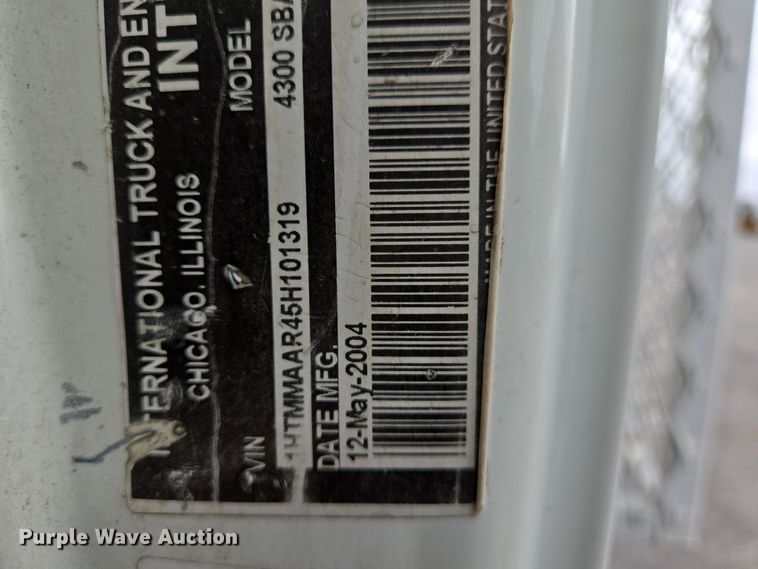 INTERNATIONAL TRUCK AND EN
CHICAGO, ILLINOIS INT
VIN MODEL
1HTMMAAR45H101319 4300 SBA
DATE MFG.
12-May-2004
MADE IN THE UNITED STAT
Purple Wave Auction